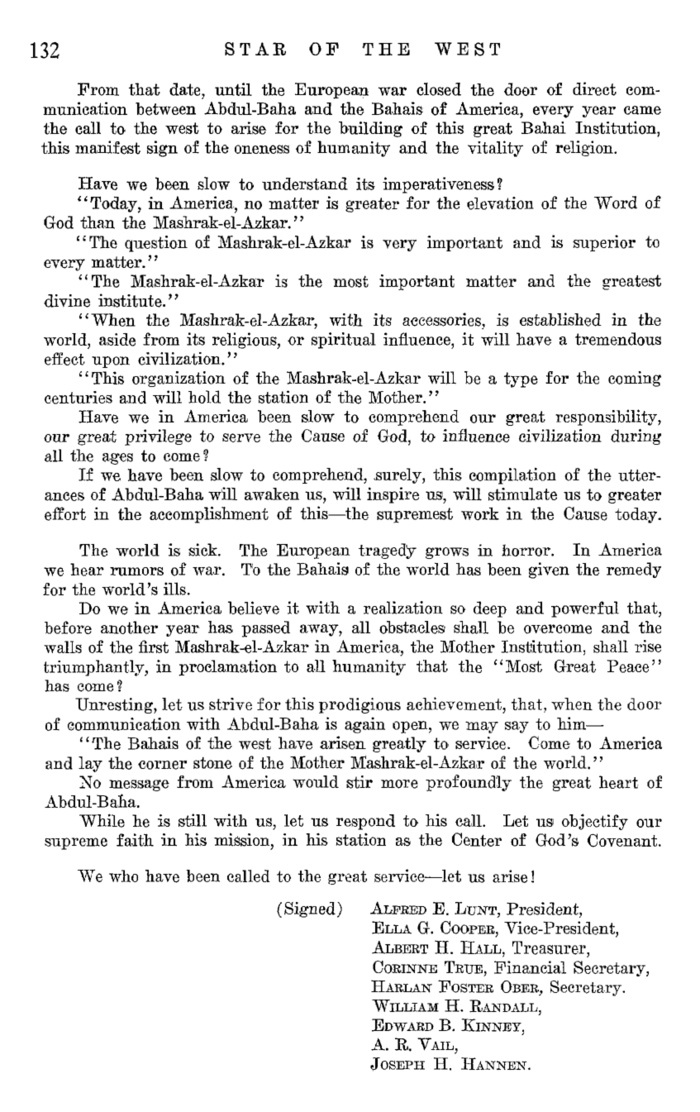 132 STAR OF THE WEST
From that date, until the European war closed the door of direct com-
munication between Abdul-Baha and the Bahais of America, every year came
the call to the west to arise for the building of this great Bahai Institution,
this manifest sign of the oneness of humanity and the vitality of religion.
Have we been slow to understand its imperativeness?
"Today, in America, no matter is greater for the elevation of the Word of
God than the Mashrak-el-Azkar."
"The question of Mashrak-el-Azkar is very important and is superior to
every matter."
"The Mashrak-el-Azkar is the most important matter and the greatest
divine institute."
"When the Mashrak-el-Azkar, with its accessories, is established in the
world, aside from its religious, or spiritual influence, it will have a tremendous
effect upon civilization."
"This organization of the Mashrak-el-Azkar will be a type for the coming
centuries and will hold the station of the Mother."
Have we in America been slow to comprehend our great responsibility,
our great privilege to serve the Cause of God, to influence civilization during
all the ages to come?
If we have been slow to comprehend, surely, this compilation of the utter-
ances of Abdul-Baha will awaken us, will inspire us, will stimulate us to greater
effort in the accomplishment of this—the supremest work in the Cause today.
The world is sick. The European tragedy grows in horror. In America
we hear rumors of war. To the Bahais of the world has been given the remedy
for the world's ills.
Do we in America believe it with a realization so deep and powerful that,
before another year has passed away, all obstacles shall be overcome and the
walls of the first Mashrak-el-Azkar in America, the Mother Institution, shall rise
triumphantly, in proclamation to all humanity that the "Most Great Peace"
has come?
Unresting, let us strive for this prodigious achievement, that, when the door
of communication with Abdul-Baha is again open, we may say to him—
"The Bahais of the west have arisen greatly to service. Come to America
and lay the corner stone of the Mother Mashrak-el-Azkar of the world."
No message from America would stir more profoundly the great heart of
Abdul-Baha.
While he is still with us, let us respond to his call. Let us objectify our
supreme faith in his mission, in his station as the Center of God's Covenant.
We who have been called to the great service—let us arise!
(Signed) ALFRED E. LUNT, President,
ELLA G. COOPER, Vice-President,
ALBERT H. HALL, Treasurer,
CORINNE TRUE, Financial Secretary,
HARLAN FOSTER OBER, Secretary.
WILLIAM H. RANDALL,
EDWARD B. KINNEY,
A. R. VAIL,
JOSEPH H. HANNEN.